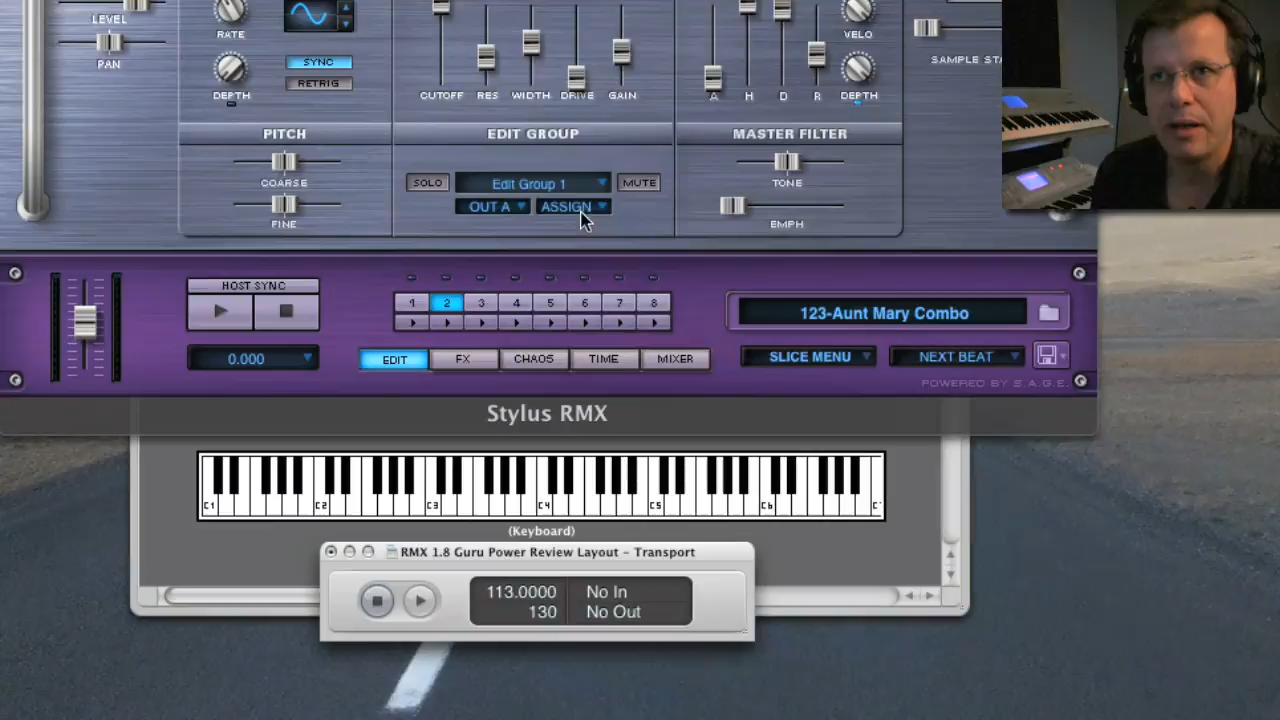 LEVEL
PAN
RATE
DEPTH
SYNC
RETRIG
CUTOFF RES WIDTH DRIVE GAIN
A H D R
VELO
DEPTH
SAMPLE
PITCH
COARSE
FINE
EDIT GROUP
SOLO Edit Group 1 MUTE
OUT A ASSIGN
MASTER FILTER
TONE
EMPH
HOST SYNC
0.000
1 2 3 4 5 6 7 8
EDIT FX CHAOS TIME MIXER
123-Aunt Mary Combo
SLICE MENU NEXT BEAT
POWERED BY S.A.G.E.
Stylus RMX
C1 C2 C3 C4 C5 C6
(Keyboard)
RMX 1.8 Guru Power Review Layout - Transport
113.0000 No In
130 No Out